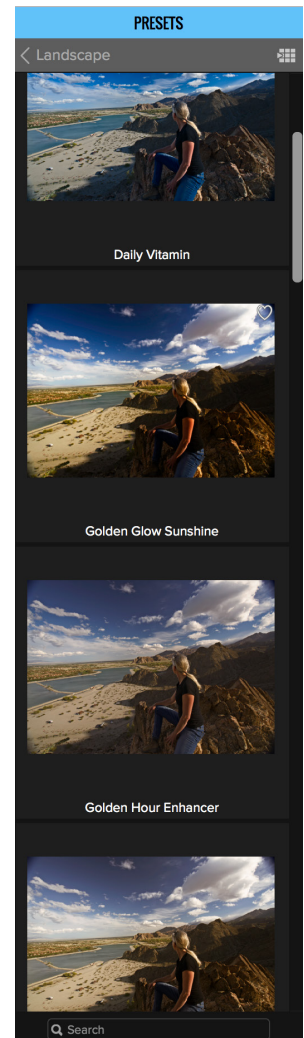 PRESETS
Landscape
Daily Vitamin
Golden Glow Sunshine
Golden Hour Enhancer
Search